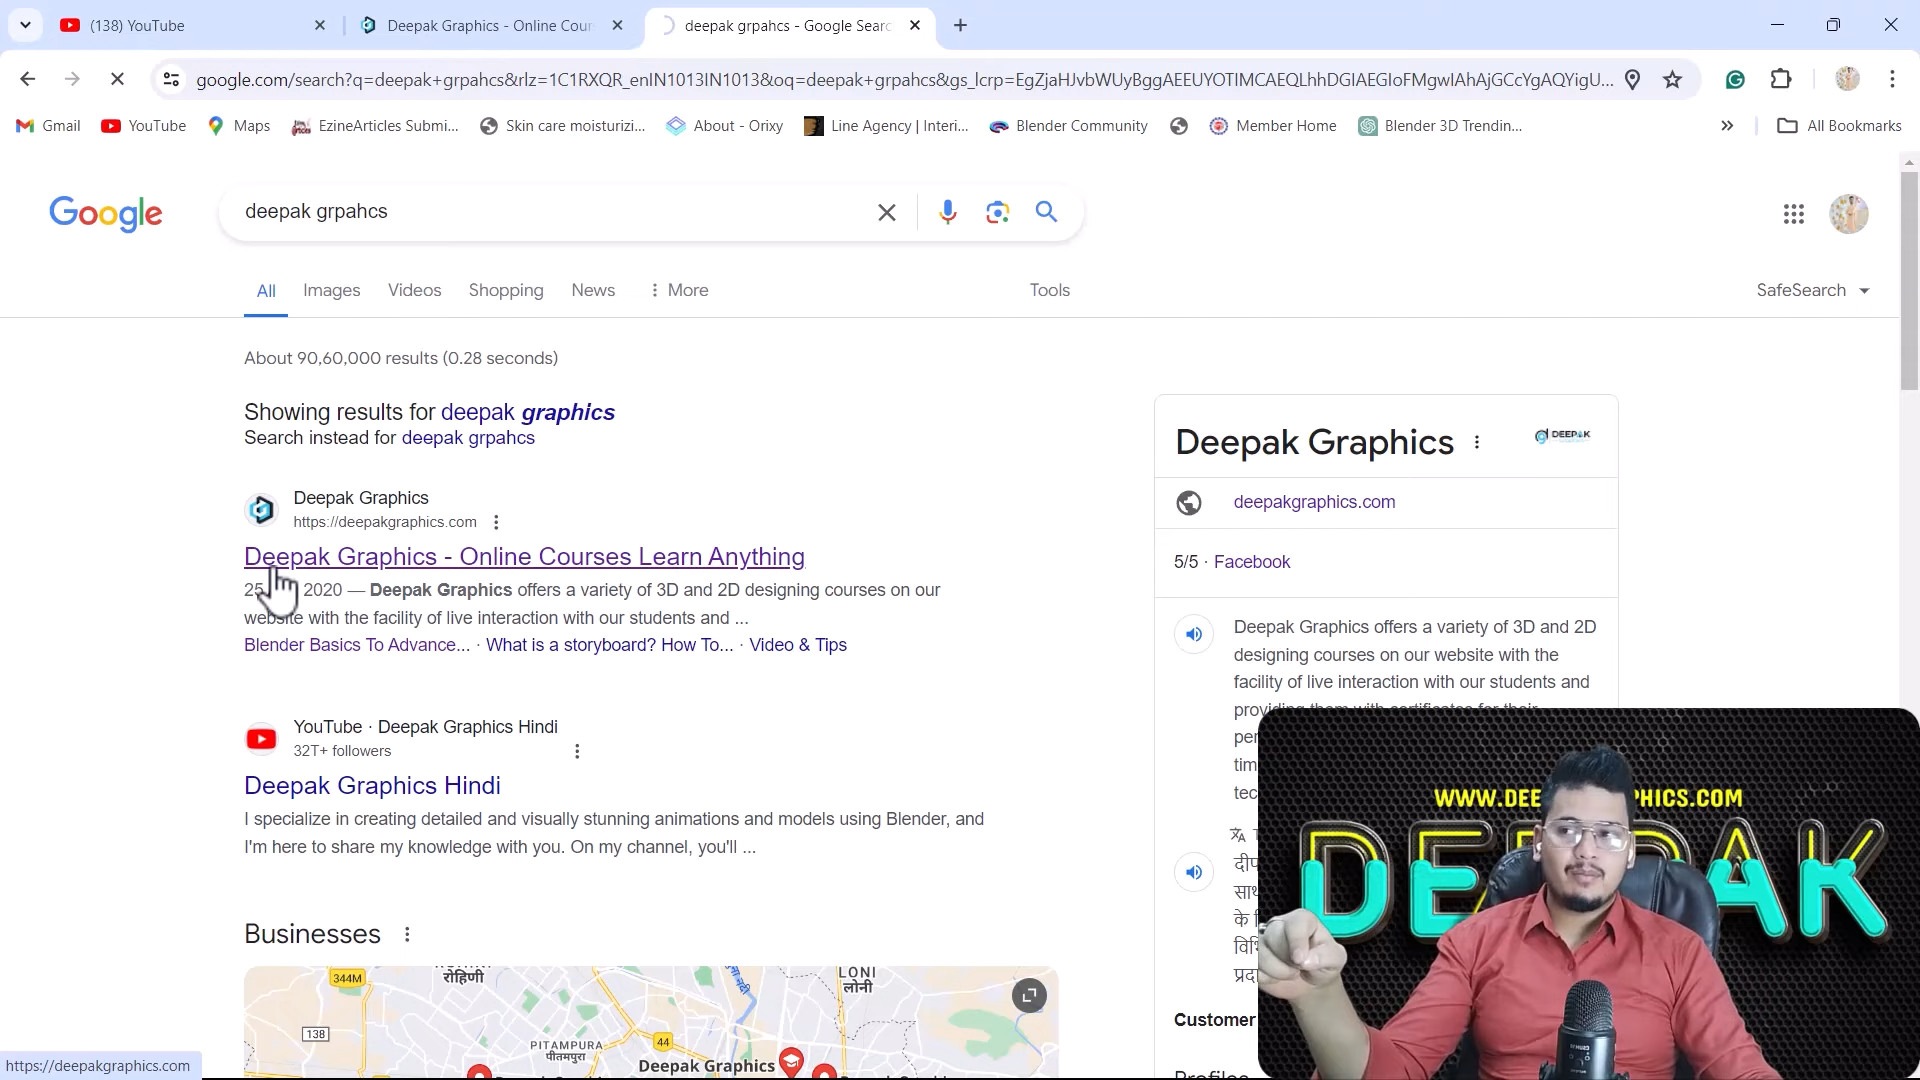 (138) YouTube
Deepak Graphics - Online Cour
deepak grpahcs - Google Searc
google.com/search?q=deepak+grpahcs&rlz=1C1RXQR_enIN1013IN1013&oq=deepak+grpahcs&gs_lcrp=EgZjaHJvbWUyBggAEEUYOTIMCAEQLhhDGIAEGIoFMgwIAhAjGCcYgAQYigU...
Gmail
YouTube
Maps
EzineArticles Submi...
Skin care moisturizi...
About - Orixy
Line Agency | Interi...
Blender Community
Member Home
Blender 3D Trendin...
All Bookmarks
Google
deepak grpahcs
All
Images
Videos
Shopping
News
More
Tools
SafeSearch
About 90,60,000 results (0.28 seconds)
Showing results for deepak graphics
Search instead for deepak grpahcs
Deepak Graphics
https://deepakgraphics.com
Deepak Graphics - Online Courses Learn Anything
25 2020 — Deepak Graphics offers a variety of 3D and 2D designing courses on our
website with the facility of live interaction with our students and ...
Blender Basics To Advance... · What is a storyboard? How To... · Video & Tips
YouTube · Deepak Graphics Hindi
32T+ followers
Deepak Graphics Hindi
I specialize in creating detailed and visually stunning animations and models using Blender, and
I'm here to share my knowledge with you. On my channel, you'll ...
Businesses
344M
रोहिणी
LONI
लोनी
138
PITAMPURA
पीतमपुरा
44
Deepak Graphics
Deepak Graphics
DEEPAK
deepakgraphics.com
5/5 · Facebook
Deepak Graphics offers a variety of 3D and 2D
designing courses on our website with the
facility of live interaction with our students and
providing them with certificates for their
Customer
Profiles
WWW.DEE HICS.COM
DEEPAK
https://deepakgraphics.com